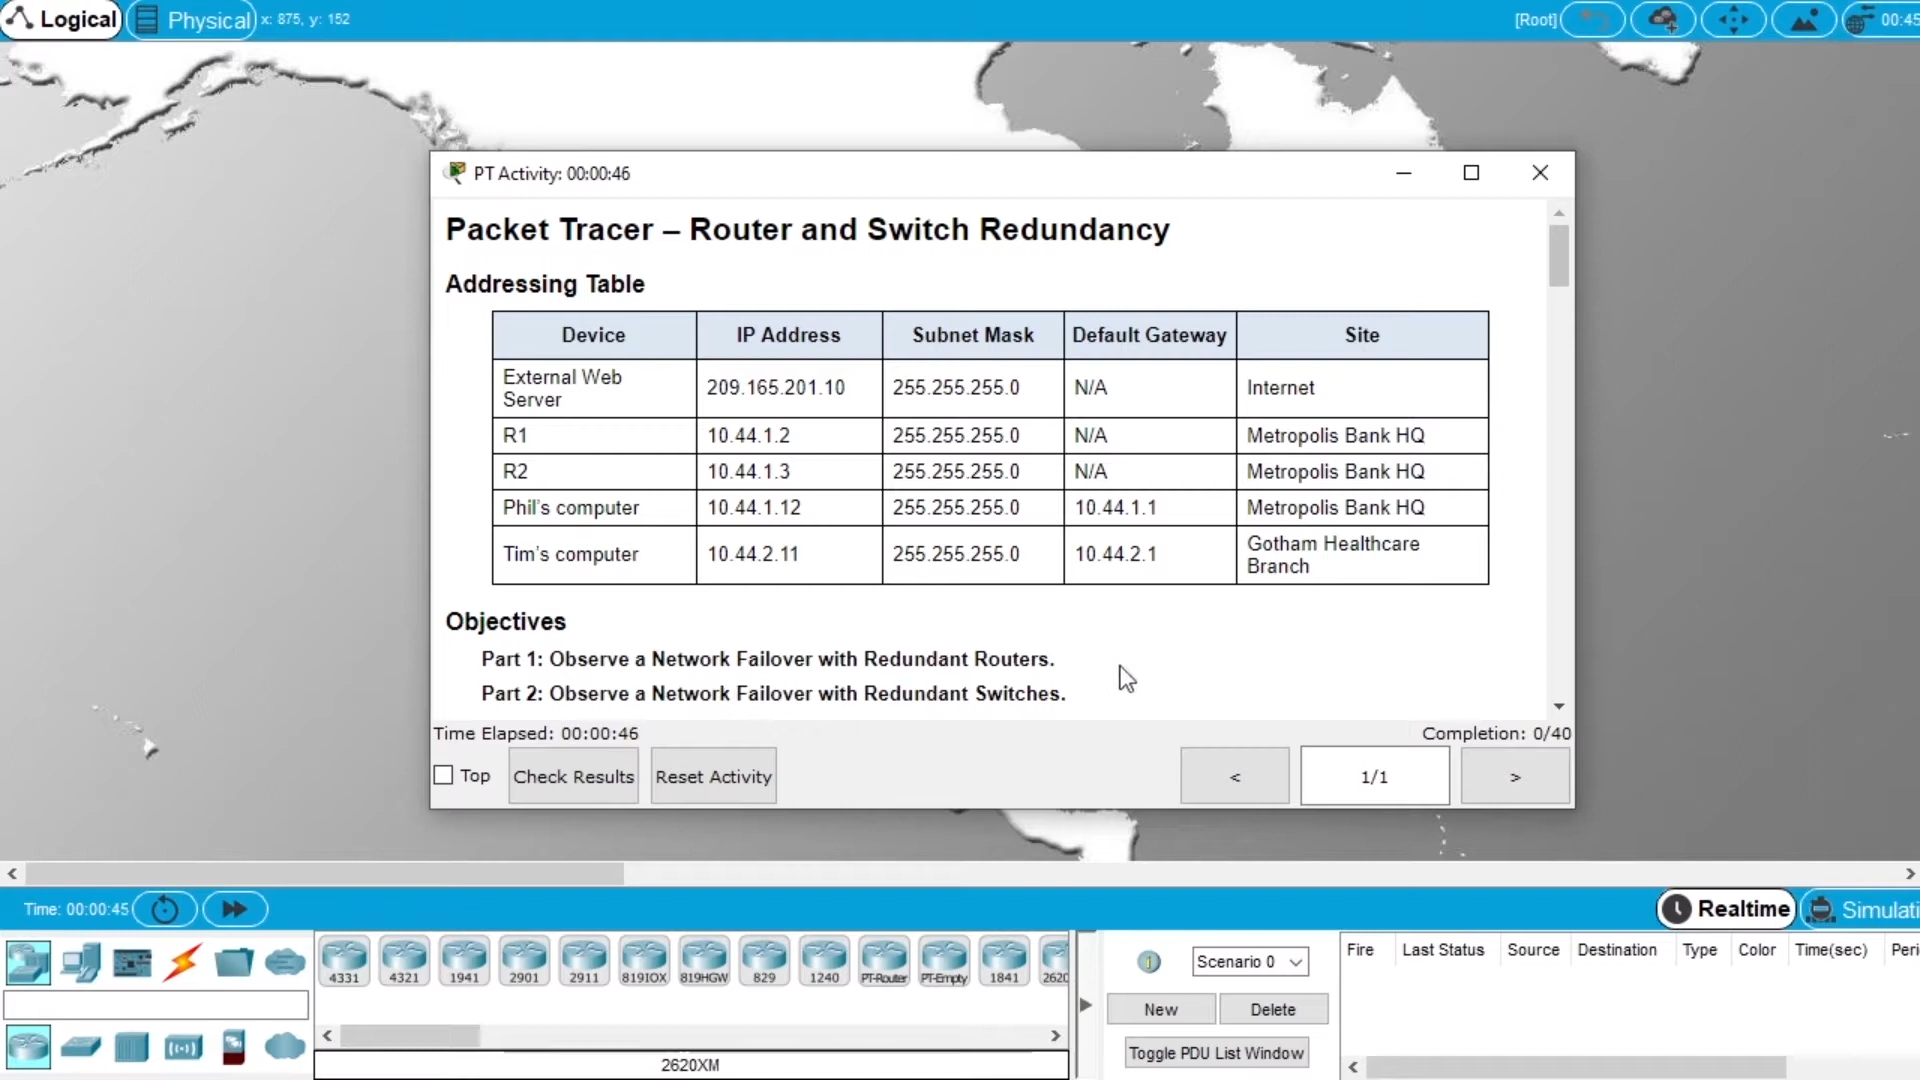 Logical
Physical
x: 875, y: 152
[Root]
00:45
PT Activity: 00:00:46
Packet Tracer – Router and Switch Redundancy
Addressing Table
Device
IP Address
Subnet Mask
Default Gateway
Site
External Web
Server
209.165.201.10
255.255.255.0
N/A
Internet
R1
10.44.1.2
255.255.255.0
N/A
Metropolis Bank HQ
R2
10.44.1.3
255.255.255.0
N/A
Metropolis Bank HQ
Phil's computer
10.44.1.12
255.255.255.0
10.44.1.1
Metropolis Bank HQ
Tim's computer
10.44.2.11
255.255.255.0
10.44.2.1
Gotham Healthcare
Branch
Objectives
Part 1: Observe a Network Failover with Redundant Routers.
Part 2: Observe a Network Failover with Redundant Switches.
Time Elapsed: 00:00:46
Completion: 0/40
Top
Check Results
Reset Activity
<
1/1
>
Time: 00:00:45
Realtime
Simulati
4331
4321
1941
2901
2911
819IOX
819HGW
829
1240
PT-Router
PT-Empty
1841
2620
2620XM
Scenario 0
New
Delete
Toggle PDU List Window
Fire
Last Status
Source
Destination
Type
Color
Time(sec)
Peri